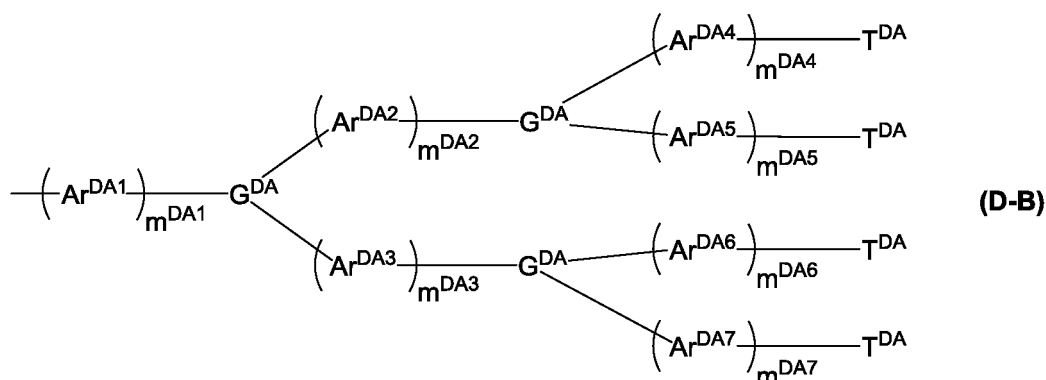 (Ar^DA4)m^DA4 T^DA
(Ar^DA2)m^DA2 G^DA
(Ar^DA5)m^DA5 T^DA
(Ar^DA1)m^DA1 G^DA (D-B)
(Ar^DA6)m^DA6 T^DA
(Ar^DA3)m^DA3 G^DA
(Ar^DA7)m^DA7 T^DA